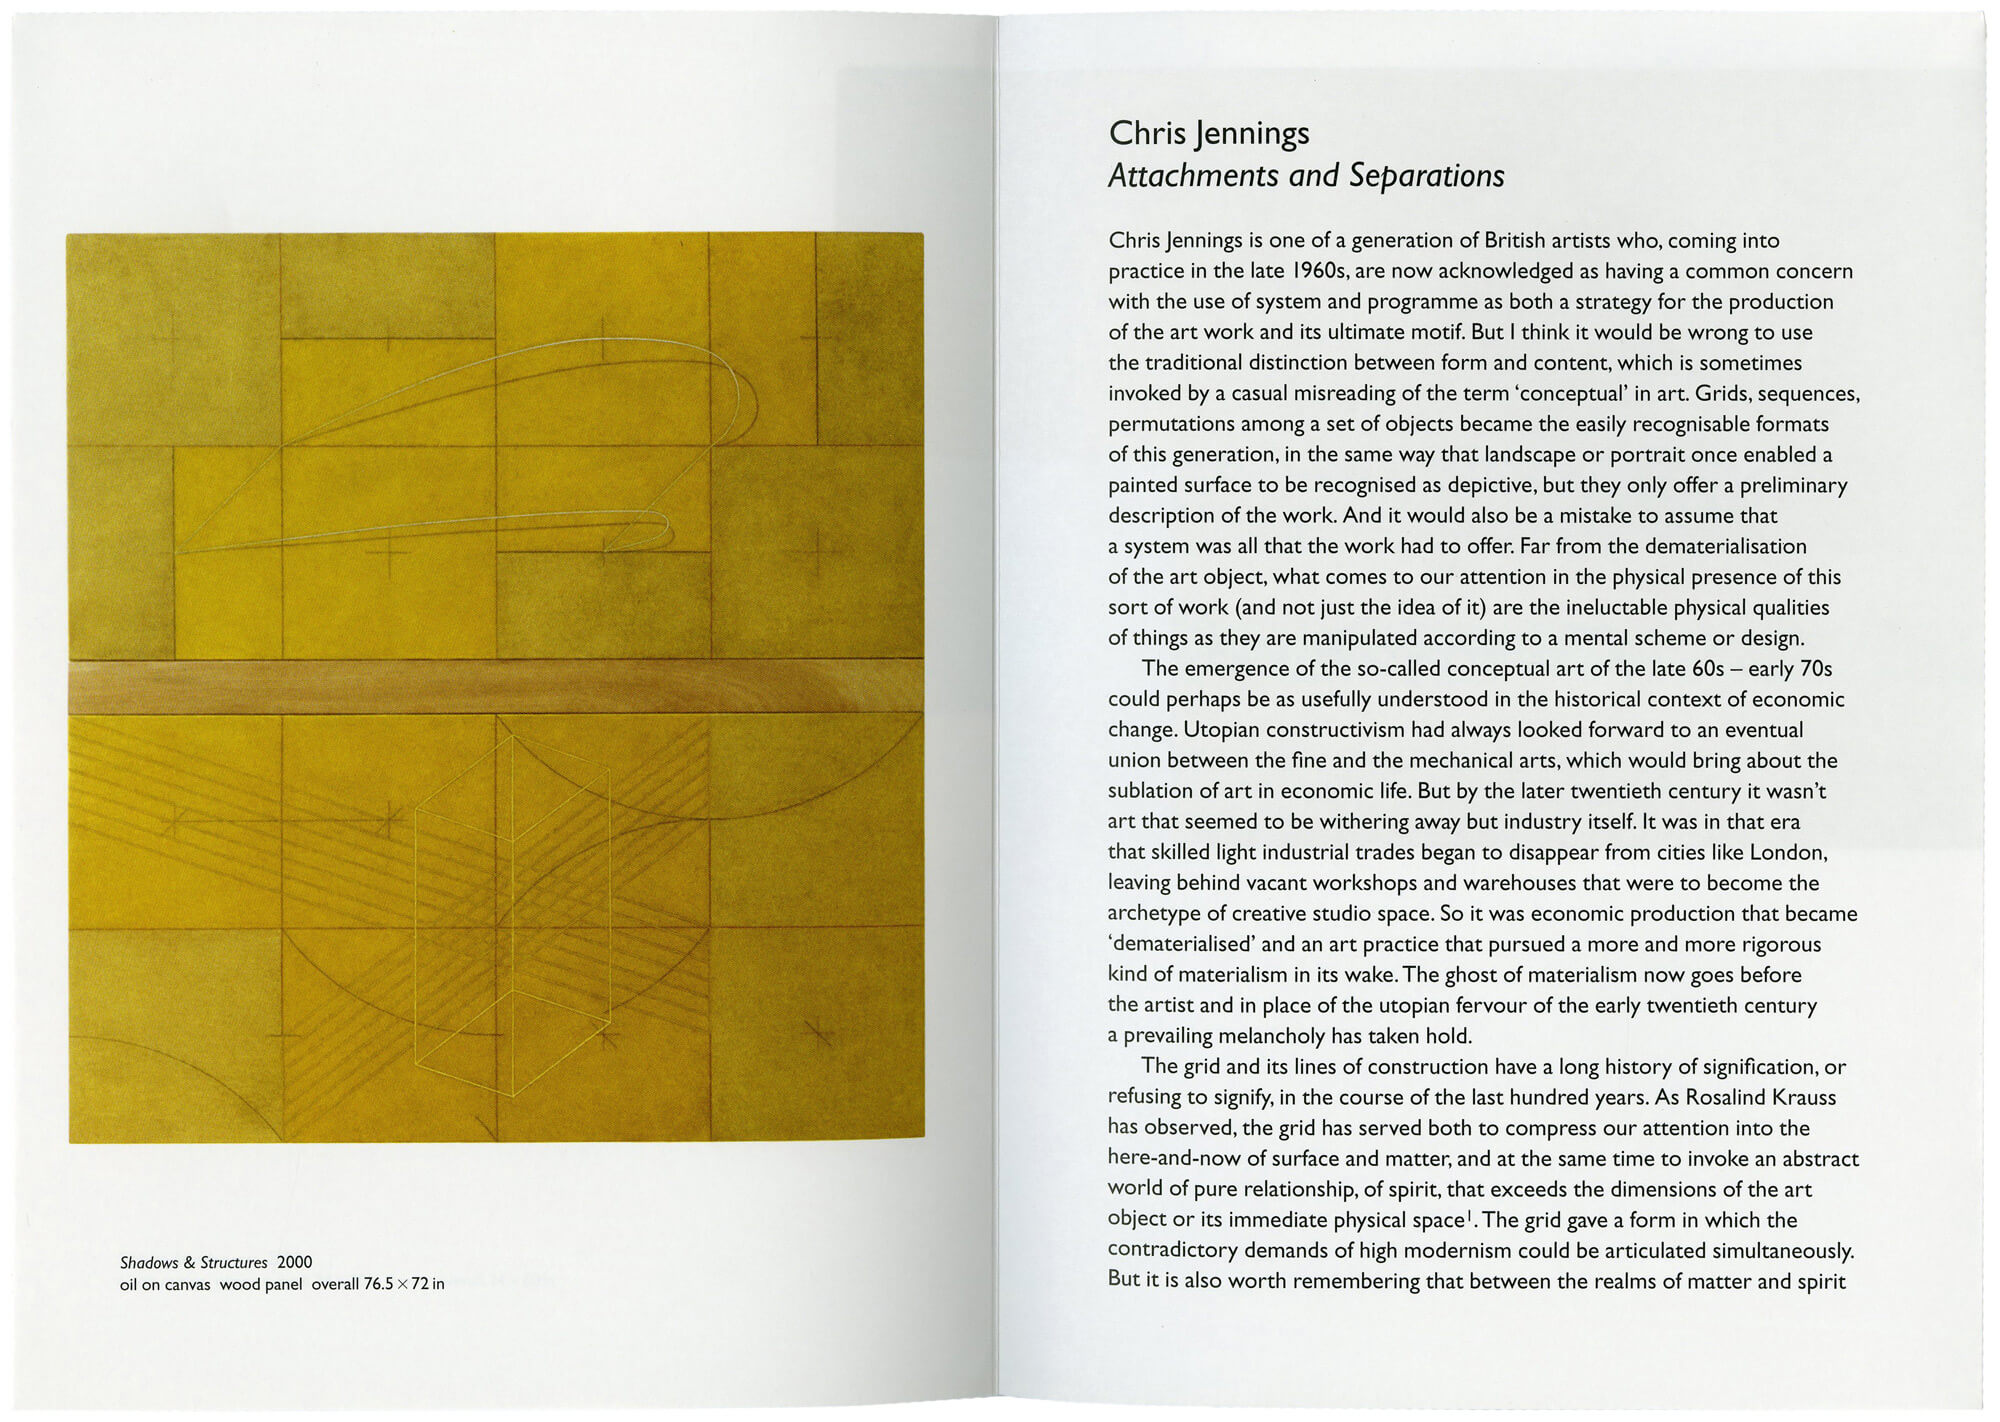 Shadows & Structures 2000
oil on canvas wood panel overall 76.5 × 72 in
Chris Jennings
Attachments and Separations
Chris Jennings is one of a generation of British artists who, coming into
practice in the late 1960s, are now acknowledged as having a common concern
with the use of system and programme as both a strategy for the production
of the art work and its ultimate motif. But I think it would be wrong to use
the traditional distinction between form and content, which is sometimes
invoked by a casual misreading of the term ‘conceptual’ in art. Grids, sequences,
permutations among a set of objects became the easily recognisable formats
of this generation, in the same way that landscape or portrait once enabled a
painted surface to be recognised as depictive, but they only offer a preliminary
description of the work. And it would also be a mistake to assume that
a system was all that the work had to offer. Far from the dematerialisation
of the art object, what comes to our attention in the physical presence of this
sort of work (and not just the idea of it) are the ineluctable physical qualities
of things as they are manipulated according to a mental scheme or design.
The emergence of the so-called conceptual art of the late 60s – early 70s
could perhaps be as usefully understood in the historical context of economic
change. Utopian constructivism had always looked forward to an eventual
union between the fine and the mechanical arts, which would bring about the
sublation of art in economic life. But by the later twentieth century it wasn’t
art that seemed to be withering away but industry itself. It was in that era
that skilled light industrial trades began to disappear from cities like London,
leaving behind vacant workshops and warehouses that were to become the
archetype of creative studio space. So it was economic production that became
‘dematerialised’ and an art practice that pursued a more and more rigorous
kind of materialism in its wake. The ghost of materialism now goes before
the artist and in place of the utopian fervour of the early twentieth century
a prevailing melancholy has taken hold.
The grid and its lines of construction have a long history of signification, or
refusing to signify, in the course of the last hundred years. As Rosalind Krauss
has observed, the grid has served both to compress our attention into the
here-and-now of surface and matter, and at the same time to invoke an abstract
world of pure relationship, of spirit, that exceeds the dimensions of the art
object or its immediate physical space¹. The grid gave a form in which the
contradictory demands of high modernism could be articulated simultaneously.
But it is also worth remembering that between the realms of matter and spirit